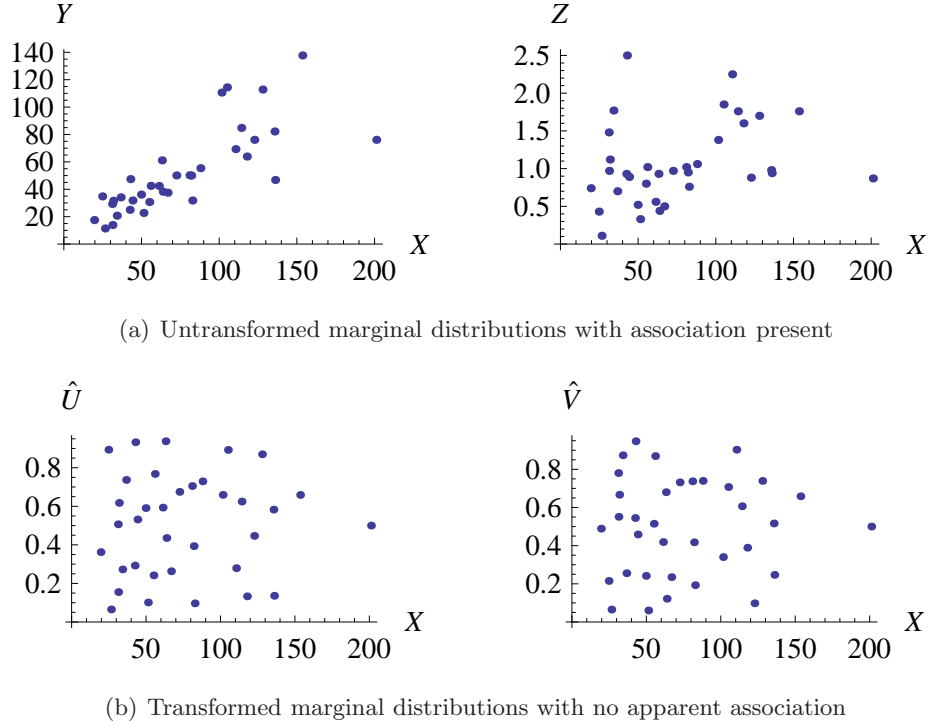 Y
140
120
100
80
60
40
20
50 100 150 200
X
Z
2.5
2.0
1.5
1.0
0.5
50 100 150 200
X
(a) Untransformed marginal distributions with association present
Û
0.8
0.6
0.4
0.2
50 100 150 200
X
V̂
0.8
0.6
0.4
0.2
50 100 150 200
X
(b) Transformed marginal distributions with no apparent association